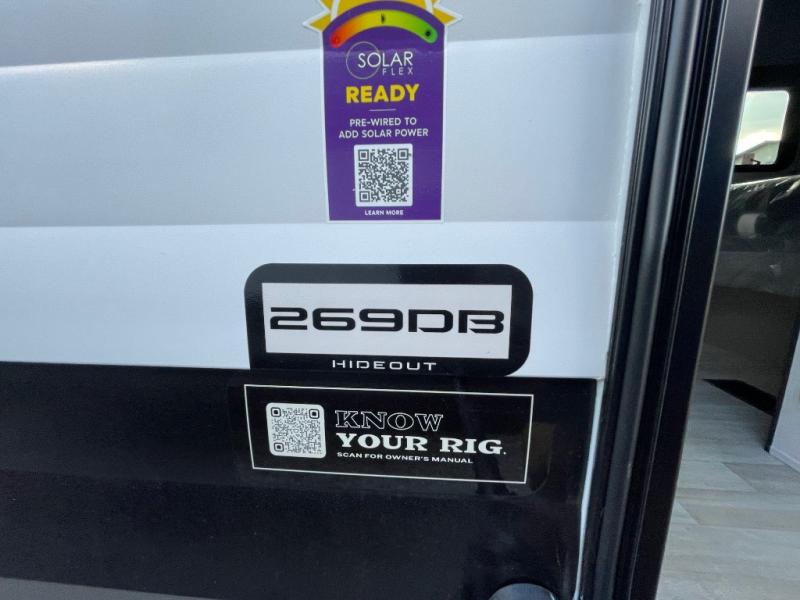 SOLAR
FLEX
READY
PRE-WIRED TO
ADD SOLAR POWER
LEARN MORE
269DB
HIDEOUT
KNOW
YOUR RIG.
SCAN FOR OWNER'S MANUAL